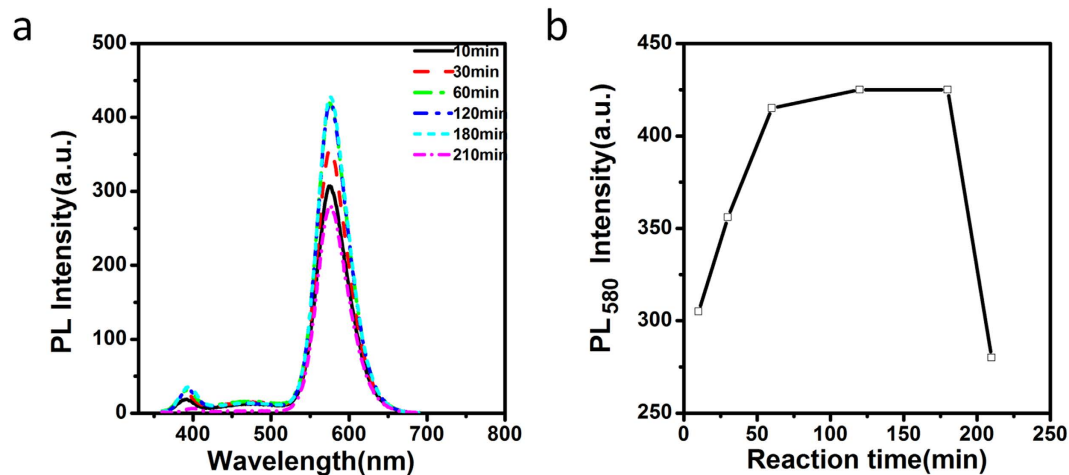 a
500
400
300
200
100
0
PL Intensity(a.u.)
10min
30min
60min
120min
180min
210min
400 500 600 700 800
Wavelength(nm)
b
450
400
350
300
250
PL580 Intensity(a.u.)
0 50 100 150 200 250
Reaction time(min)